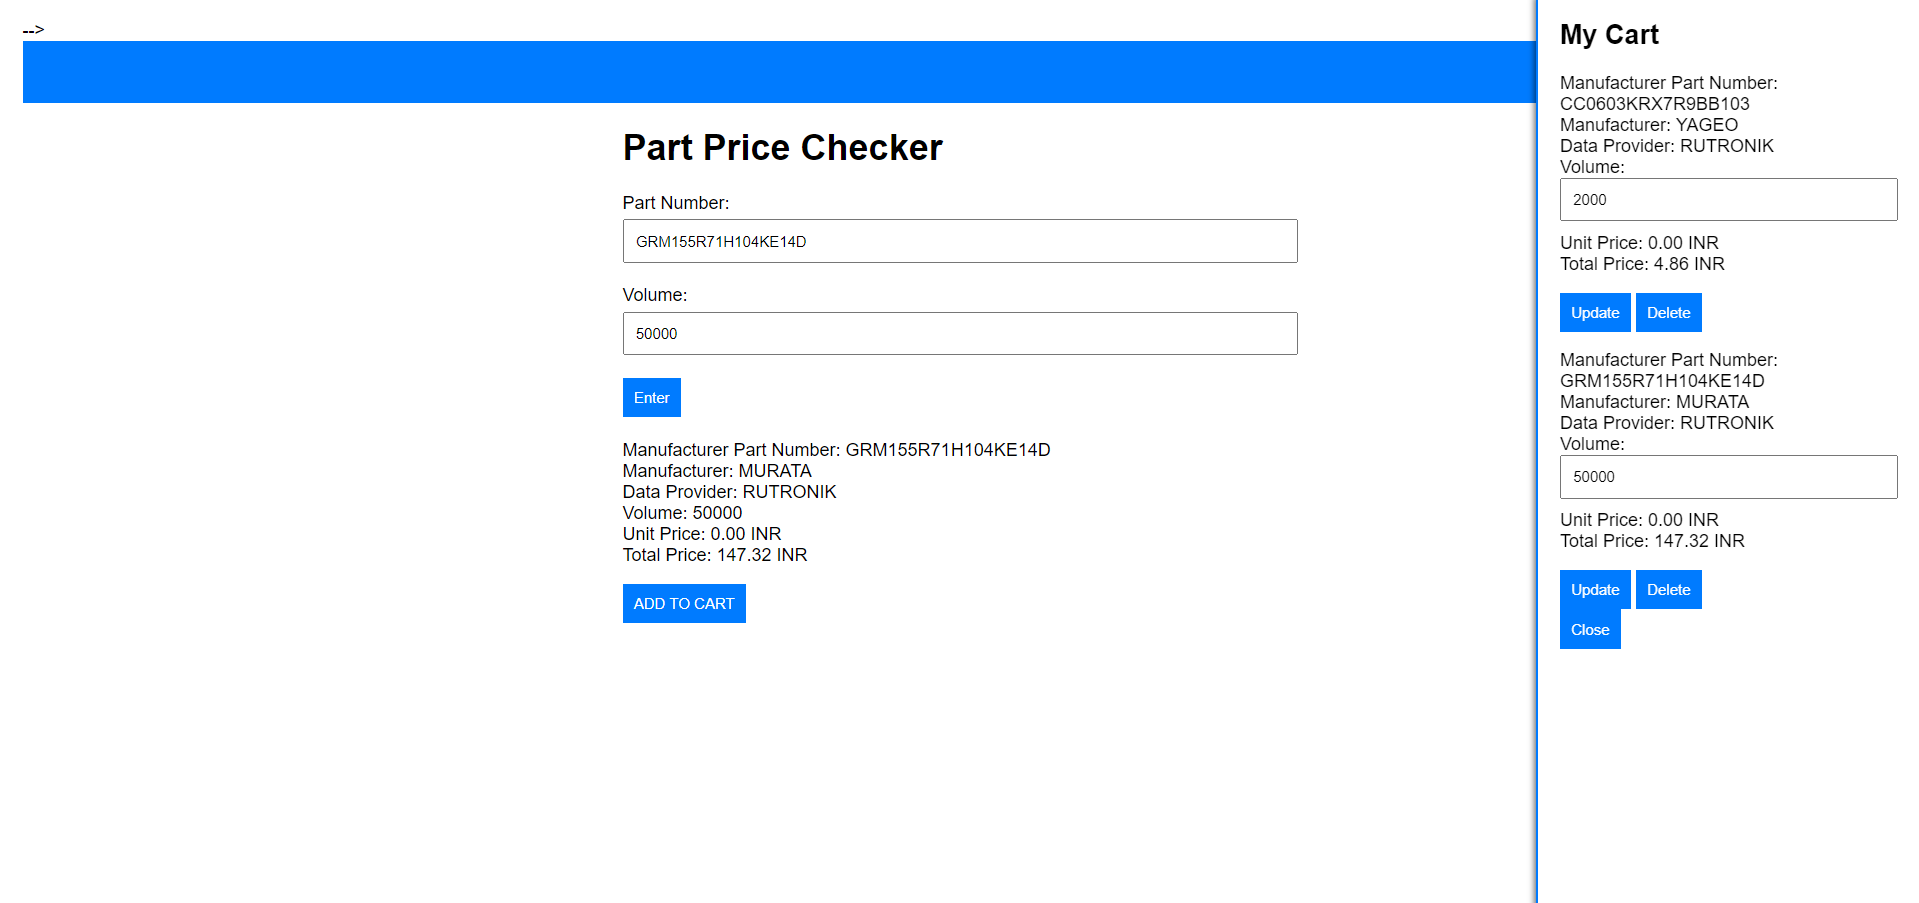 -->
Part Price Checker
Part Number:
GRM155R71H104KE14D
Volume:
50000
Enter
Manufacturer Part Number: GRM155R71H104KE14D
Manufacturer: MURATA
Data Provider: RUTRONIK
Volume: 50000
Unit Price: 0.00 INR
Total Price: 147.32 INR
ADD TO CART
My Cart
Manufacturer Part Number:
CC0603KRX7R9BB103
Manufacturer: YAGEO
Data Provider: RUTRONIK
Volume:
2000
Unit Price: 0.00 INR
Total Price: 4.86 INR
Update Delete
Manufacturer Part Number:
GRM155R71H104KE14D
Manufacturer: MURATA
Data Provider: RUTRONIK
Volume:
50000
Unit Price: 0.00 INR
Total Price: 147.32 INR
Update Delete
Close